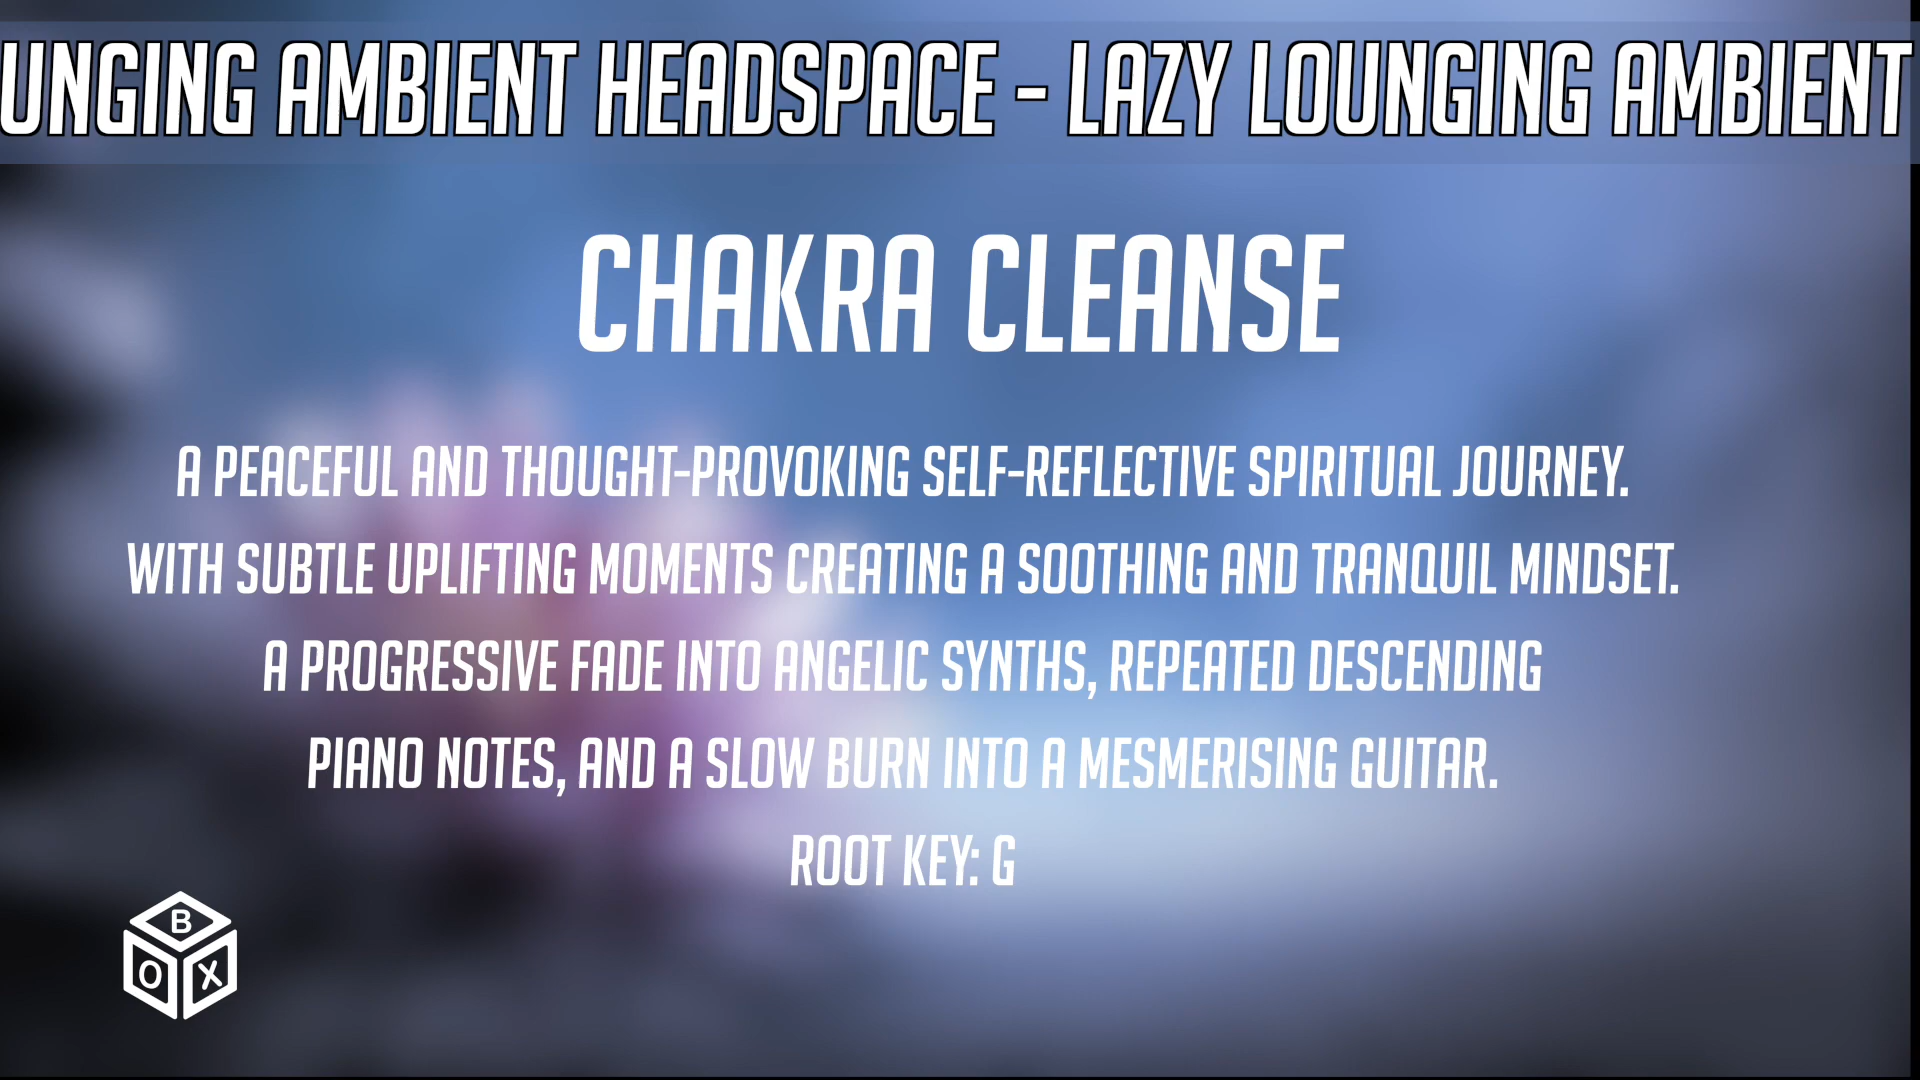 UNGING AMBIENT HEADSPACE - LAZY LOUNGING AMBIENT
CHAKRA CLEANSE
A PEACEFUL AND THOUGHT-PROVOKING SELF-REFLECTIVE SPIRITUAL JOURNEY.
WITH SUBTLE UPLIFTING MOMENTS CREATING A SOOTHING AND TRANQUIL MINDSET.
A PROGRESSIVE FADE INTO ANGELIC SYNTHS, REPEATED DESCENDING
PIANO NOTES, AND A SLOW BURN INTO A MESMERISING GUITAR.
ROOT KEY: G
B
O X